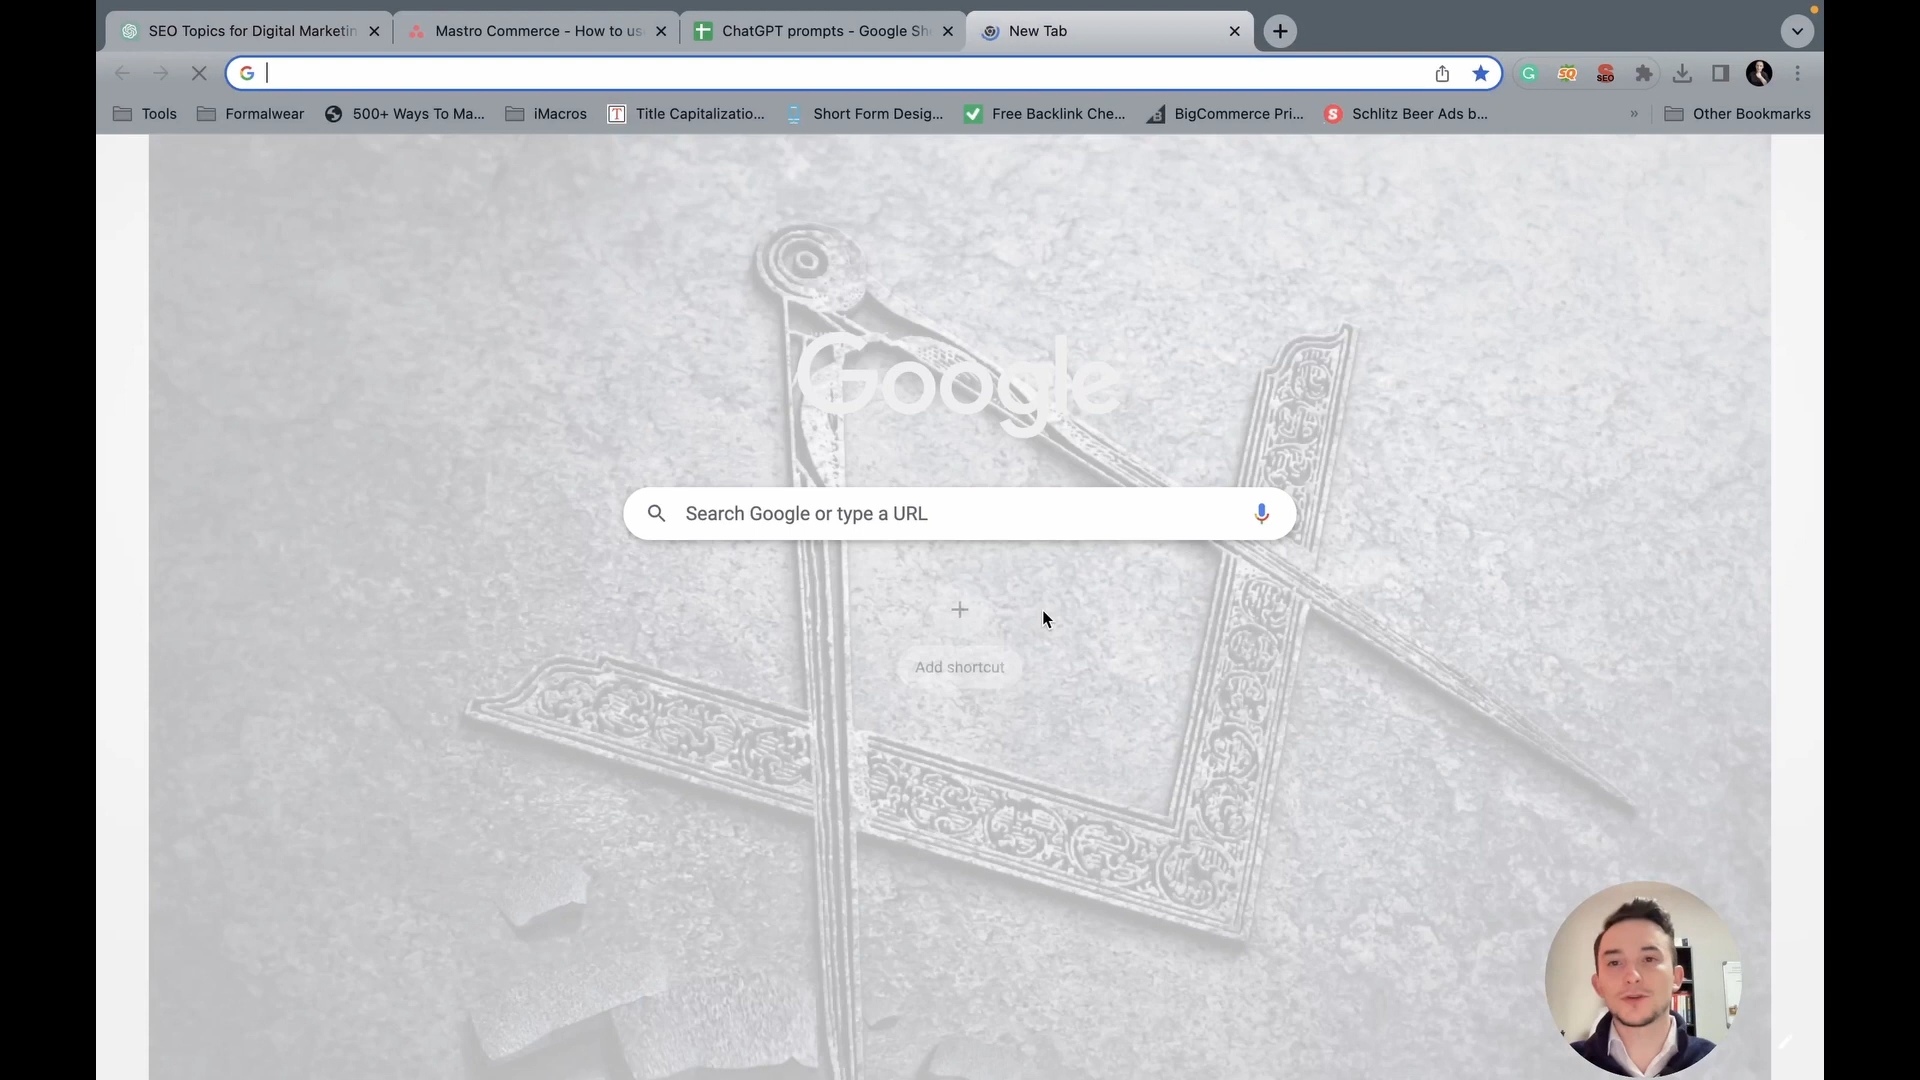 SEO Topics for Digital Marketin
Mastro Commerce - How to us
ChatGPT prompts - Google She
New Tab
Tools
Formalwear
500+ Ways To Ma...
iMacros
Title Capitalizatio...
Short Form Desig...
Free Backlink Che...
BigCommerce Pri...
Schlitz Beer Ads b...
Other Bookmarks
Google
Search Google or type a URL
Add shortcut